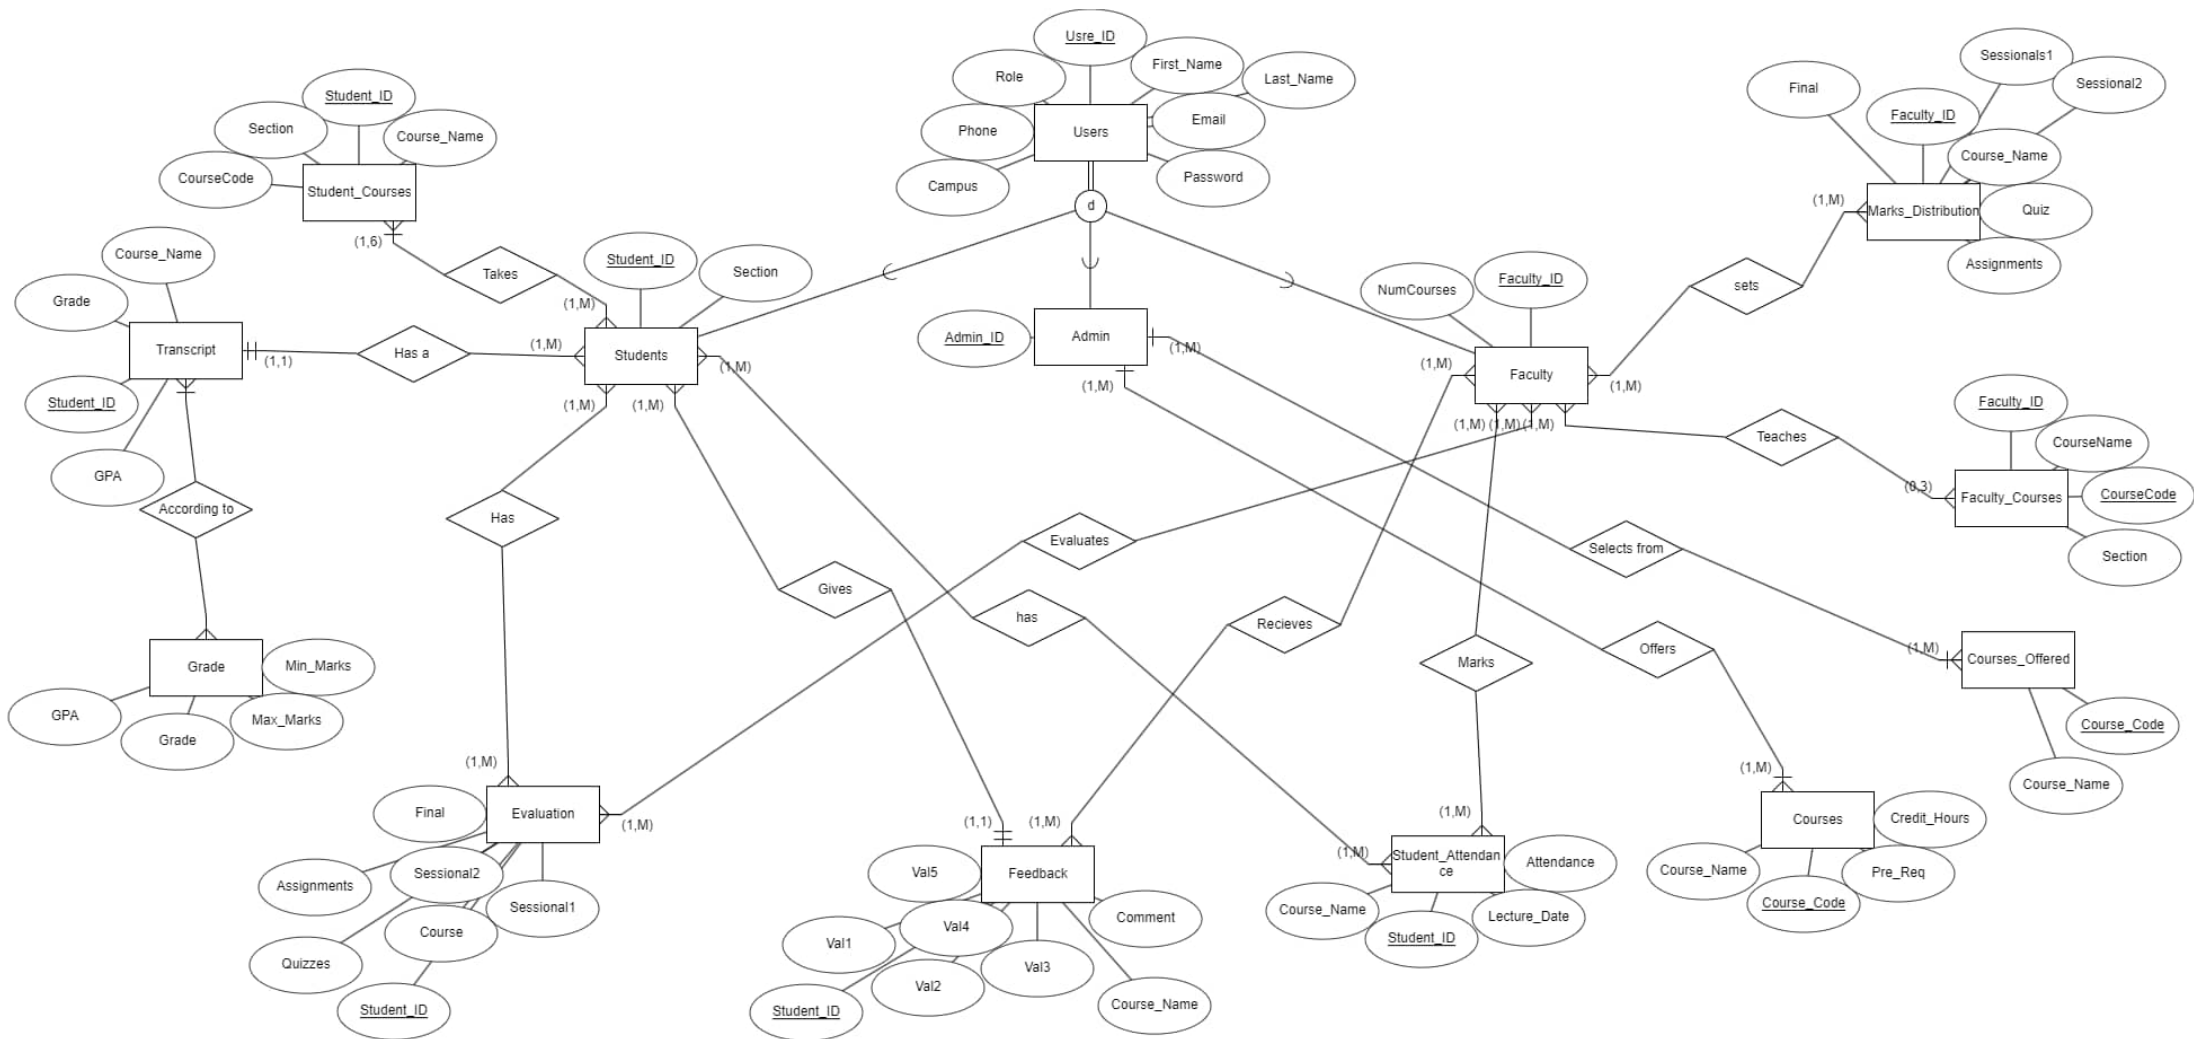 Usre_ID
Role
First_Name
Last_Name
Phone
Users
Email
Campus
Password
d
Student_ID
Section
Course_Name
CourseCode
Student_Courses
(1,6)
Takes
(1,M)
Student_ID
Section
Students
Course_Name
Grade
Transcript
(1,1)
Has a
(1,M)
Student_ID
GPA
According to
Grade
Min_Marks
GPA
Grade
Max_Marks
(1,M)
(1,M)
(1,M)
Has
(1,M)
Final
Evaluation
(1,M)
Assignments
Sessional2
Sessional1
Quizzes
Course
Student_ID
Gives
(1,1)
(1,M)
Val5
Feedback
Val1
Val4
Comment
Student_ID
Val2
Val3
Course_Name
has
Evaluates
Recieves
Admin_ID
Admin
(1,M)
(1,M)
NumCourses
Faculty_ID
Faculty
(1,M)
(1,M)
(1,M)
(1,M)
(1,M)
sets
(1,M)
Final
Sessionals1
Sessional2
Faculty_ID
Course_Name
Marks_Distribution
Quiz
Assignments
Teaches
(0,3)
Faculty_ID
CourseName
Faculty_Courses
CourseCode
Section
Selects from
(1,M)
Courses_Offered
Course_Code
Course_Name
Marks
Offers
(1,M)
(1,M)
(1,M)
Student_Attendan
ce
Attendance
Course_Name
Lecture_Date
Student_ID
Courses
Credit_Hours
Course_Name
Pre_Req
Course_Code